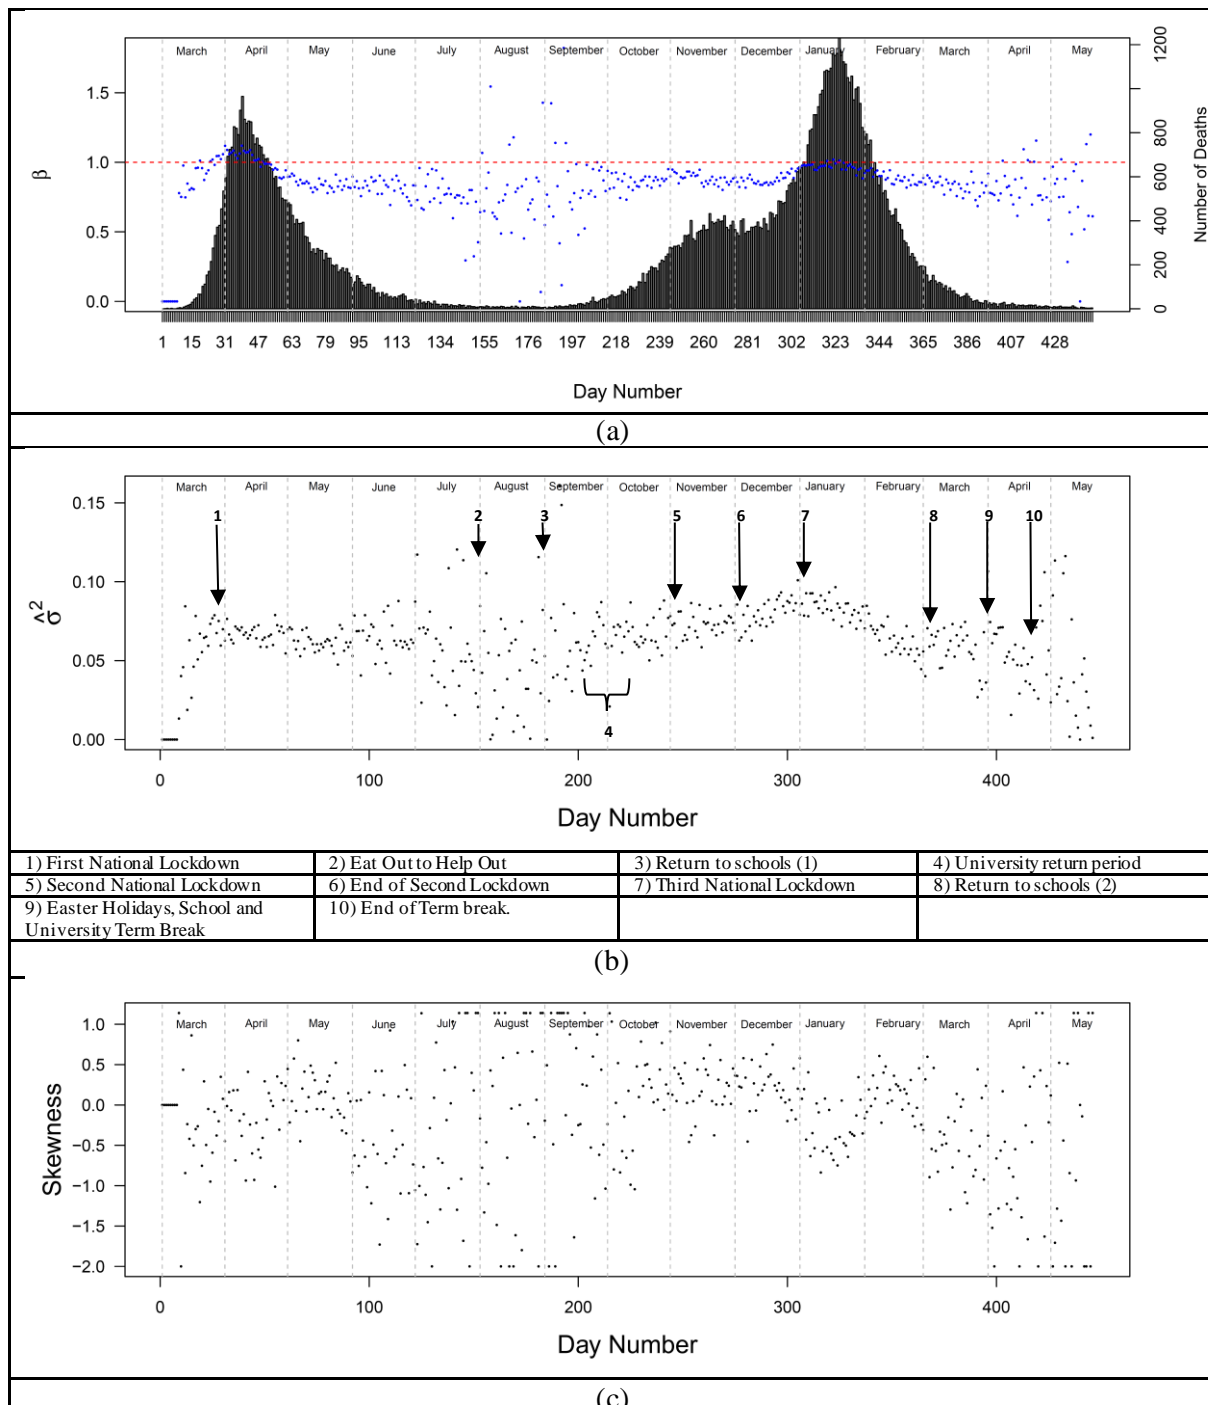 March April May June July August September October November December January February March April May
1.5
1.0
0.5
0.0
β
1200
800
600
400
200
0
Number of Deaths
1 15 31 47 63 79 95 113 134 155 176 197 218 239 260 281 302 323 344 365 386 407 428
Day Number
(a)
March April May June July August September October November December January February March April May
0.15
0.10
0.05
0.00
σ̂²
1 2 3 5 6 7 8 9 10
4
0 100 200 300 400
Day Number
1) First National Lockdown 2) Eat Out to Help Out 3) Return to schools (1) 4) University return period
5) Second National Lockdown 6) End of Second Lockdown 7) Third National Lockdown 8) Return to schools (2)
9) Easter Holidays, School and 10) End of Term break.
University Term Break
(b)
March April May June July August September October November December January February March April May
1.0
0.5
0.0
−0.5
−1.0
−1.5
−2.0
Skewness
0 100 200 300 400
Day Number
(c)